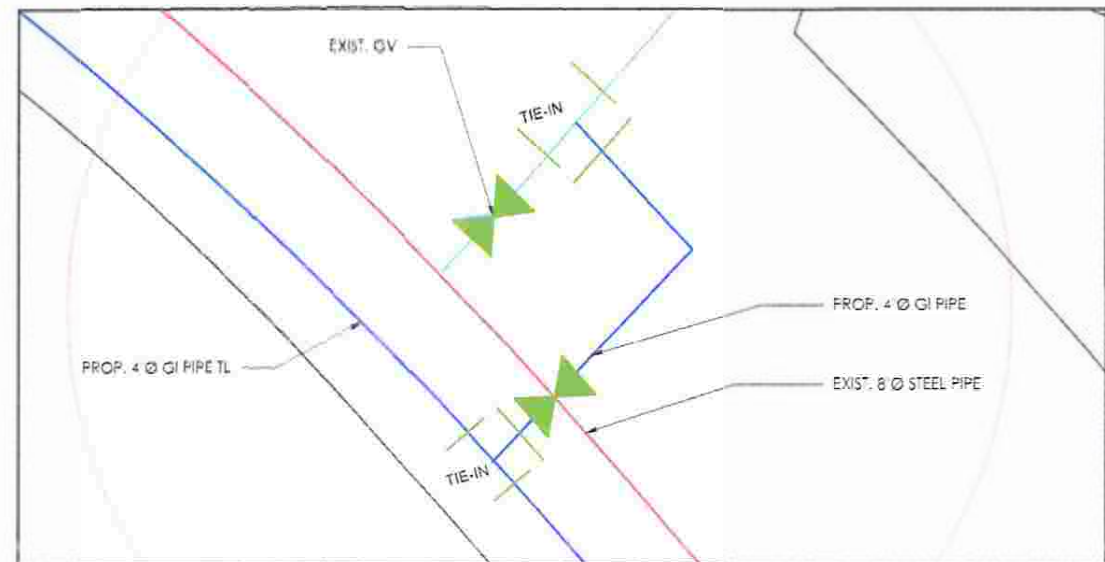 EXIST. GV
TIE-IN
PROP. 4 Ø GI PIPE
PROP. 4 Ø GI PIPE TL
EXIST. 8 Ø STEEL PIPE
TIE-IN